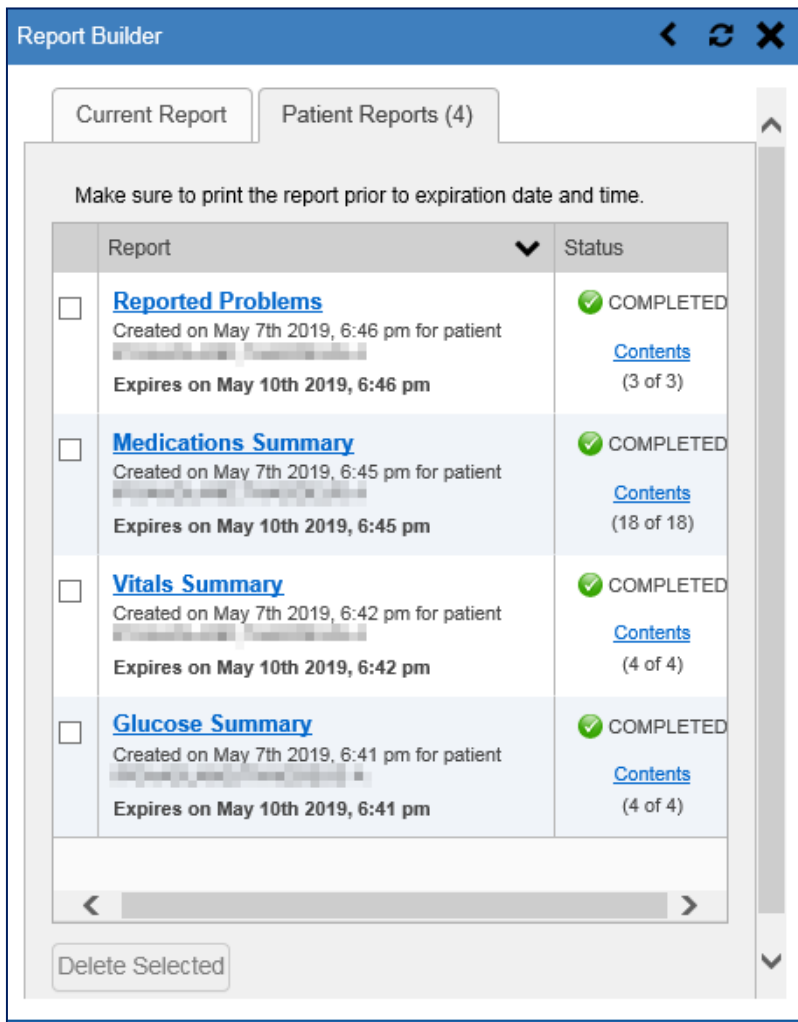 Report Builder
Current Report
Patient Reports (4)
Make sure to print the report prior to expiration date and time.
Report
Status
Reported Problems
Created on May 7th 2019, 6:46 pm for patient
Expires on May 10th 2019, 6:46 pm
COMPLETED
Contents
(3 of 3)
Medications Summary
Created on May 7th 2019, 6:45 pm for patient
Expires on May 10th 2019, 6:45 pm
COMPLETED
Contents
(18 of 18)
Vitals Summary
Created on May 7th 2019, 6:42 pm for patient
Expires on May 10th 2019, 6:42 pm
COMPLETED
Contents
(4 of 4)
Glucose Summary
Created on May 7th 2019, 6:41 pm for patient
Expires on May 10th 2019, 6:41 pm
COMPLETED
Contents
(4 of 4)
Delete Selected